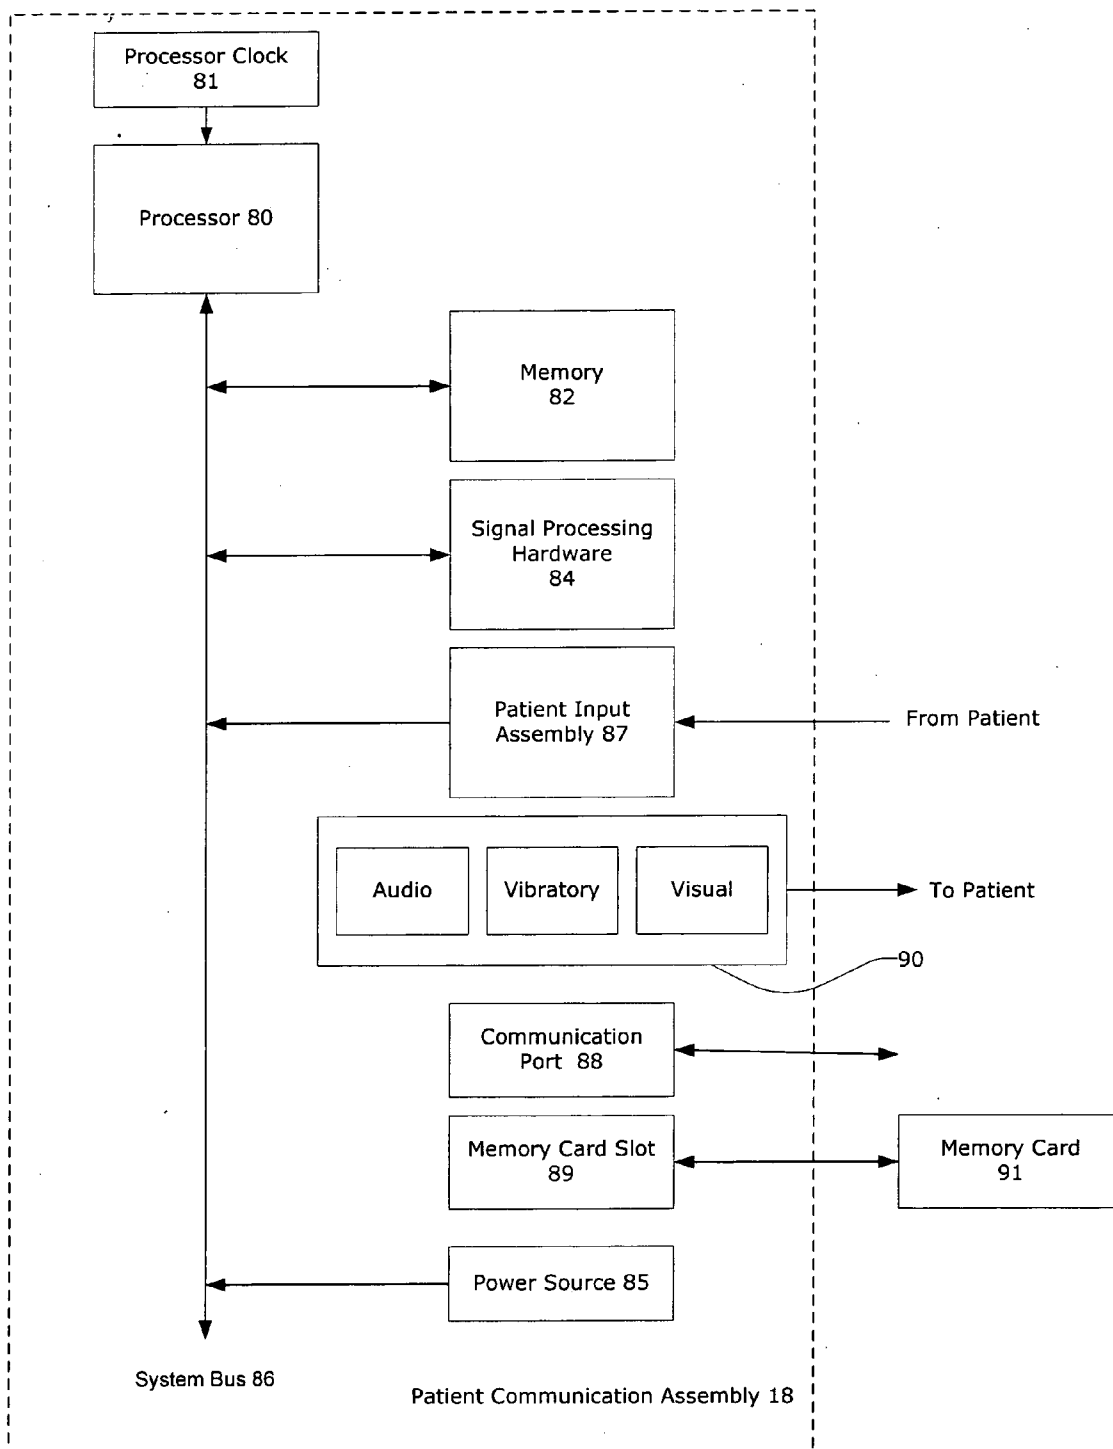 Processor Clock
81
Processor 80
Memory
82
Signal Processing
Hardware
84
Patient Input
Assembly 87
From Patient
Audio
Vibratory
Visual
To Patient
90
Communication
Port 88
Memory Card Slot
89
Memory Card
91
Power Source 85
System Bus 86
Patient Communication Assembly 18